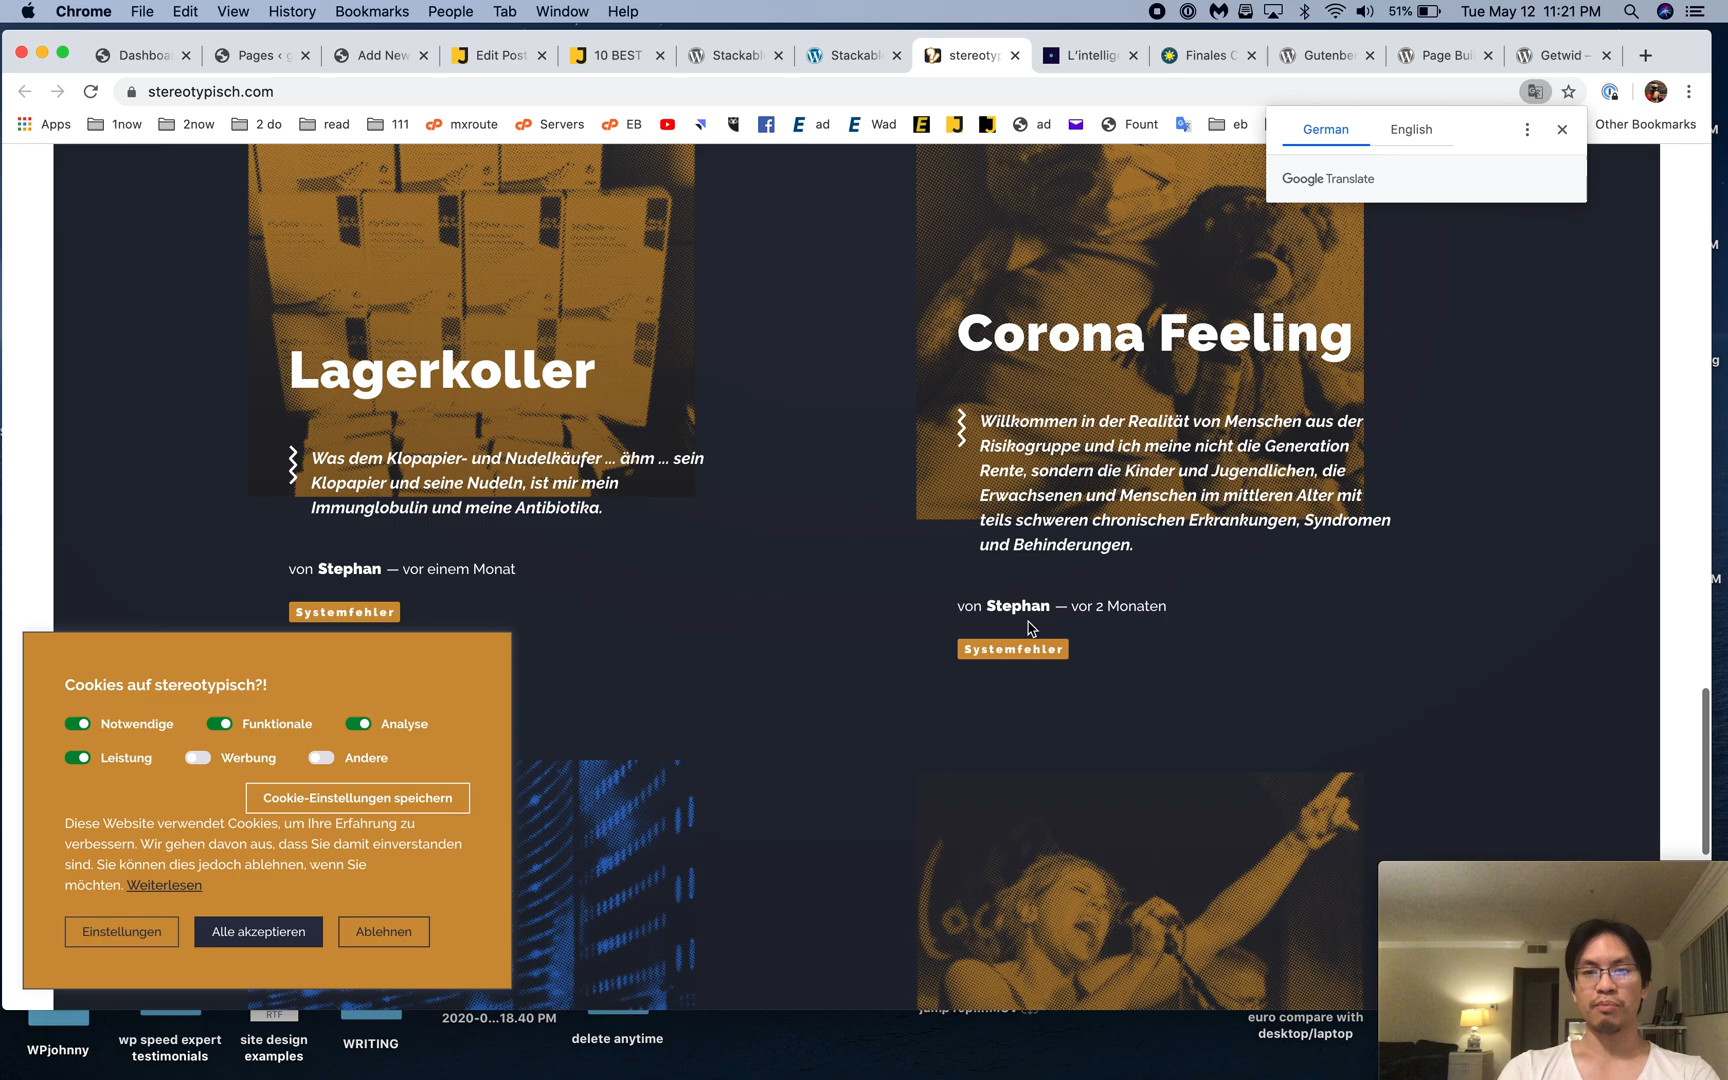 Chrome File Edit View History Bookmarks People Tab Window Help 51% Tue May 12 11:21 PM
Dashboa Pages ‹ g Add New Edit Post 10 BEST Stackabl Stackabl stereotyp L'intellig Finales C Gutenber Page Bui Getwid –
stereotypisch.com
Apps 1now 2now 2 do read 111 mxroute Servers EB ad Wad ad Fount eb Other Bookmarks
German English
Google Translate
Lagerkoller
Was dem Klopapier- und Nudelkäufer ... ähm ... sein
Klopapier und seine Nudeln, ist mir mein
Immunglobulin und meine Antibiotika.
von Stephan — vor einem Monat
Systemfehler
Corona Feeling
Willkommen in der Realität von Menschen aus der
Risikogruppe und ich meine nicht die Generation
Rente, sondern die Kinder und Jugendlichen, die
Erwachsenen und Menschen im mittleren Alter mit
teils schweren chronischen Erkrankungen, Syndromen
und Behinderungen.
von Stephan — vor 2 Monaten
Systemfehler
Cookies auf stereotypisch?!
Notwendige Funktionale Analyse
Leistung Werbung Andere
Cookie-Einstellungen speichern
Diese Website verwendet Cookies, um Ihre Erfahrung zu
verbessern. Wir gehen davon aus, dass Sie damit einverstanden
sind. Sie können dies jedoch ablehnen, wenn Sie
möchten. Weiterlesen
Einstellungen Alle akzeptieren Ablehnen
WPjohnny
wp speed expert
testimonials
RTF
site design
examples
WRITING
2020-0...18.40 PM
delete anytime
euro compare with
desktop/laptop